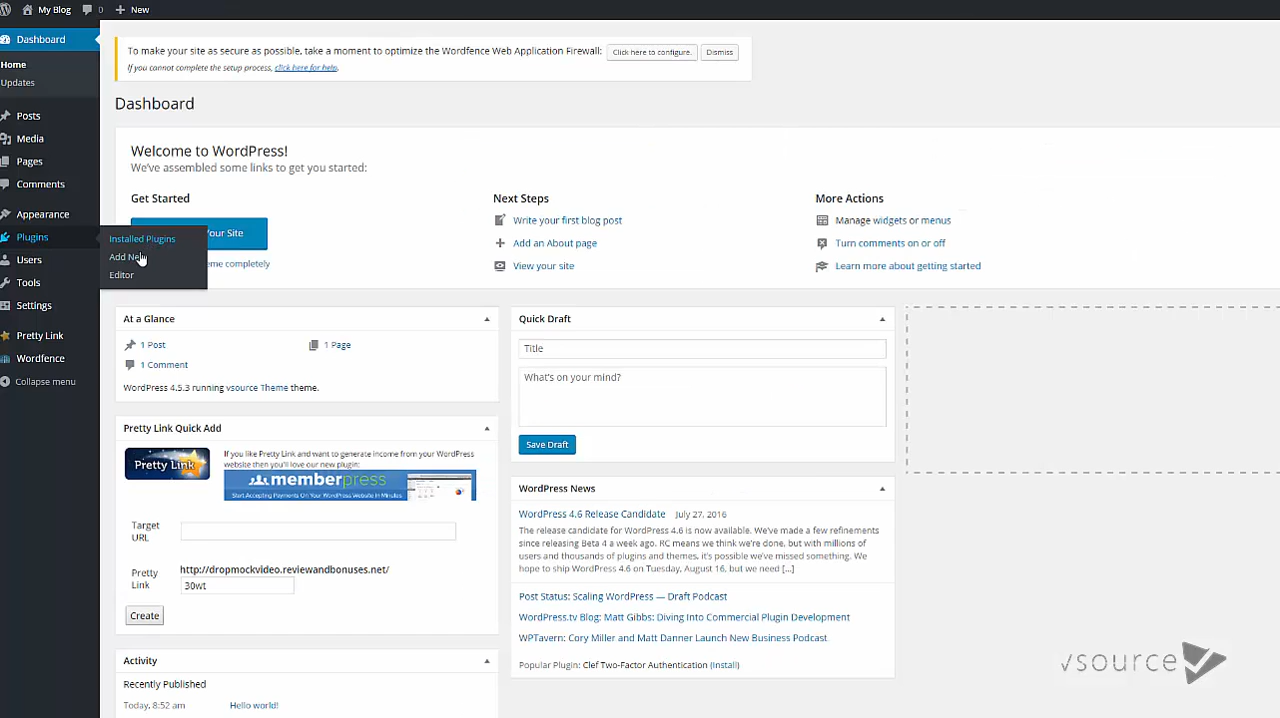 My Blog
New
Dashboard
Home
Updates
Posts
Media
Pages
Comments
Appearance
Plugins
Users
Tools
Settings
Pretty Link
Wordfence
Collapse menu
Installed Plugins
Add New
Editor
To make your site as secure as possible, take a moment to optimize the Wordfence Web Application Firewall: Click here to configure. Dismiss
If you cannot complete the setup process, click here for help.
Dashboard
Welcome to WordPress!
We've assembled some links to get you started:
Get Started
Your Site
completely
Next Steps
Write your first blog post
Add an About page
View your site
More Actions
Manage widgets or menus
Turn comments on or off
Learn more about getting started
At a Glance
1 Post
1 Page
1 Comment
WordPress 4.5.3 running vsource Theme theme.
Pretty Link Quick Add
Pretty Link
If you like Pretty Link and want to generate income from your WordPress
website then you'll love our new plugin:
memberpress
Start Accepting Payments On Your WordPress Website In Minutes
Target
URL
http://dropmockvideo.reviewandbonuses.net/
Pretty
Link
30wt
Create
Activity
Recently Published
Today, 8:52 am Hello world!
Quick Draft
Title
What's on your mind?
Save Draft
WordPress News
WordPress 4.6 Release Candidate July 27, 2016
The release candidate for WordPress 4.6 is now available. We've made a few refinements
since releasing Beta 4 a week ago. RC means we think we're done, but with millions of
users and thousands of plugins and themes, it's possible we've missed something. We
hope to ship WordPress 4.6 on Tuesday, August 16, but we need [...]
Post Status: Scaling WordPress — Draft Podcast
WordPress.tv Blog: Matt Gibbs: Diving Into Commercial Plugin Development
WPTavern: Cory Miller and Matt Danner Launch New Business Podcast
Popular Plugin: Clef Two-Factor Authentication (Install)
vsource